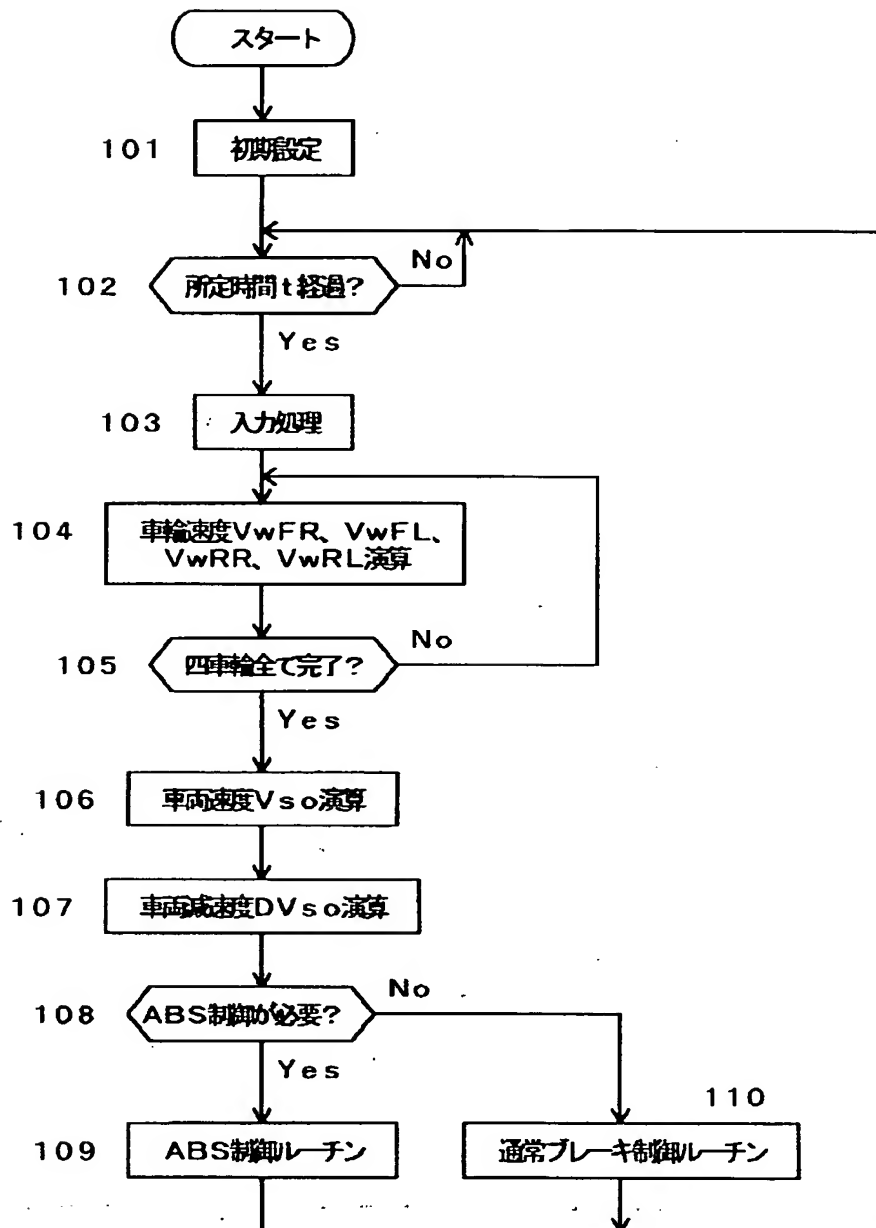 スタート
101
初期設定
102
所定時間t経過?
No
Yes
103
入力処理
104
車輪速度VwFR、VwFL、
VwRR、VwRL演算
105
四車輪全て完了?
No
Yes
106
車両速度Vso演算
107
車両減速度DVso演算
108
ABS制御が必要?
No
Yes
110
109
ABS制御ルーチン
通常ブレーキ制御ルーチン